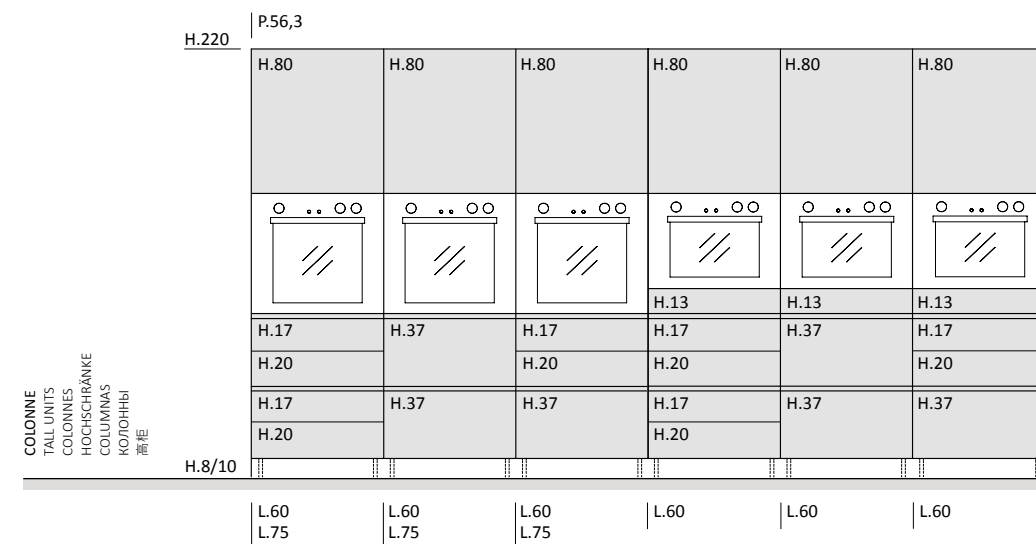 P.56,3
H.220
H.80 H.80 H.80 H.80 H.80 H.80
H.13 H.13 H.13
H.17 H.37 H.17 H.17 H.37 H.17
H.20 H.20 H.20 H.20
H.17 H.37 H.37 H.17 H.37 H.37
H.20 H.20
H.8/10
L.60 L.60 L.60 L.60 L.60 L.60
L.75 L.75 L.75
COLONNE
TALL UNITS
COLONNES
HOCHSCHRÄNKE
COLUMNAS
КОЛОННЫ
高柜